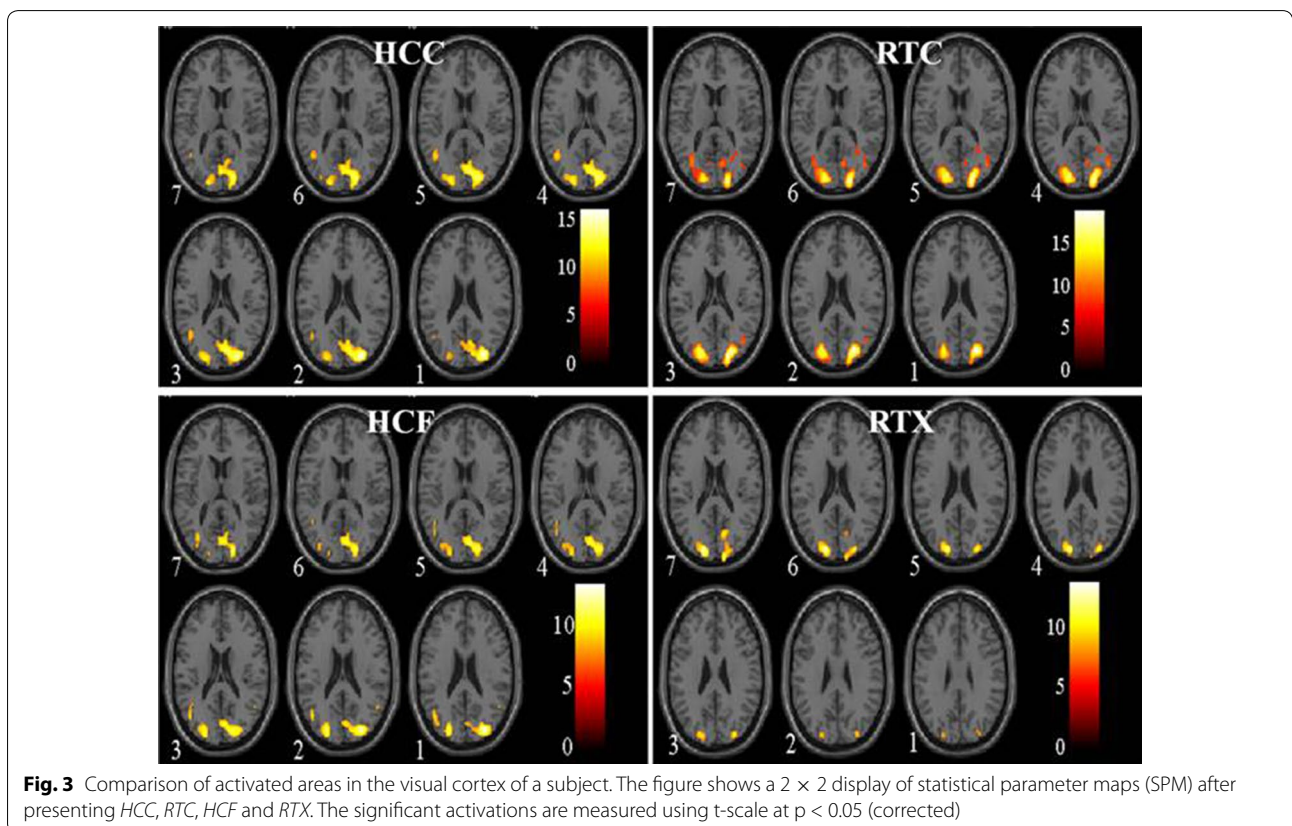 HCC
7 6 5 4
3 2 1
15
10
5
0
RTC
7 6 5 4
3 2 1
15
10
5
0
HCF
7 6 5 4
3 2 1
10
5
0
RTX
7 6 5 4
3 2 1
10
5
0
Fig. 3 Comparison of activated areas in the visual cortex of a subject. The figure shows a 2 × 2 display of statistical parameter maps (SPM) after
presenting HCC, RTC, HCF and RTX. The significant activations are measured using t-scale at p < 0.05 (corrected)